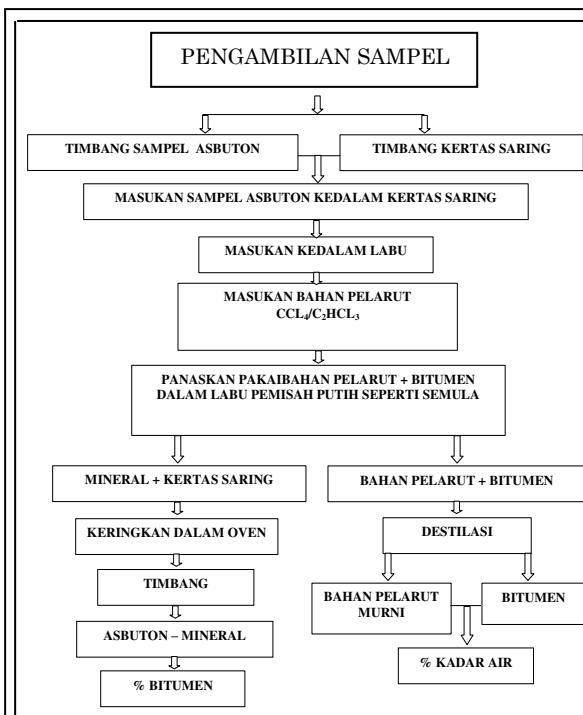 PENGAMBILAN SAMPEL
TIMBANG SAMPEL ASBUTON
TIMBANG KERTAS SARING
MASUKAN SAMPEL ASBUTON KEDALAM KERTAS SARING
MASUKAN KEDALAM LABU
MASUKAN BAHAN PELARUT
CCL₄/C₂HCL₃
PANASKAN PAKAIBAHAN PELARUT + BITUMEN
DALAM LABU PEMISAH PUTIH SEPERTI SEMULA
MINERAL + KERTAS SARING
KERINGKAN DALAM OVEN
TIMBANG
ASBUTON – MINERAL
% BITUMEN
BAHAN PELARUT + BITUMEN
DESTILASI
BAHAN PELARUT
MURNI
BITUMEN
% KADAR AIR